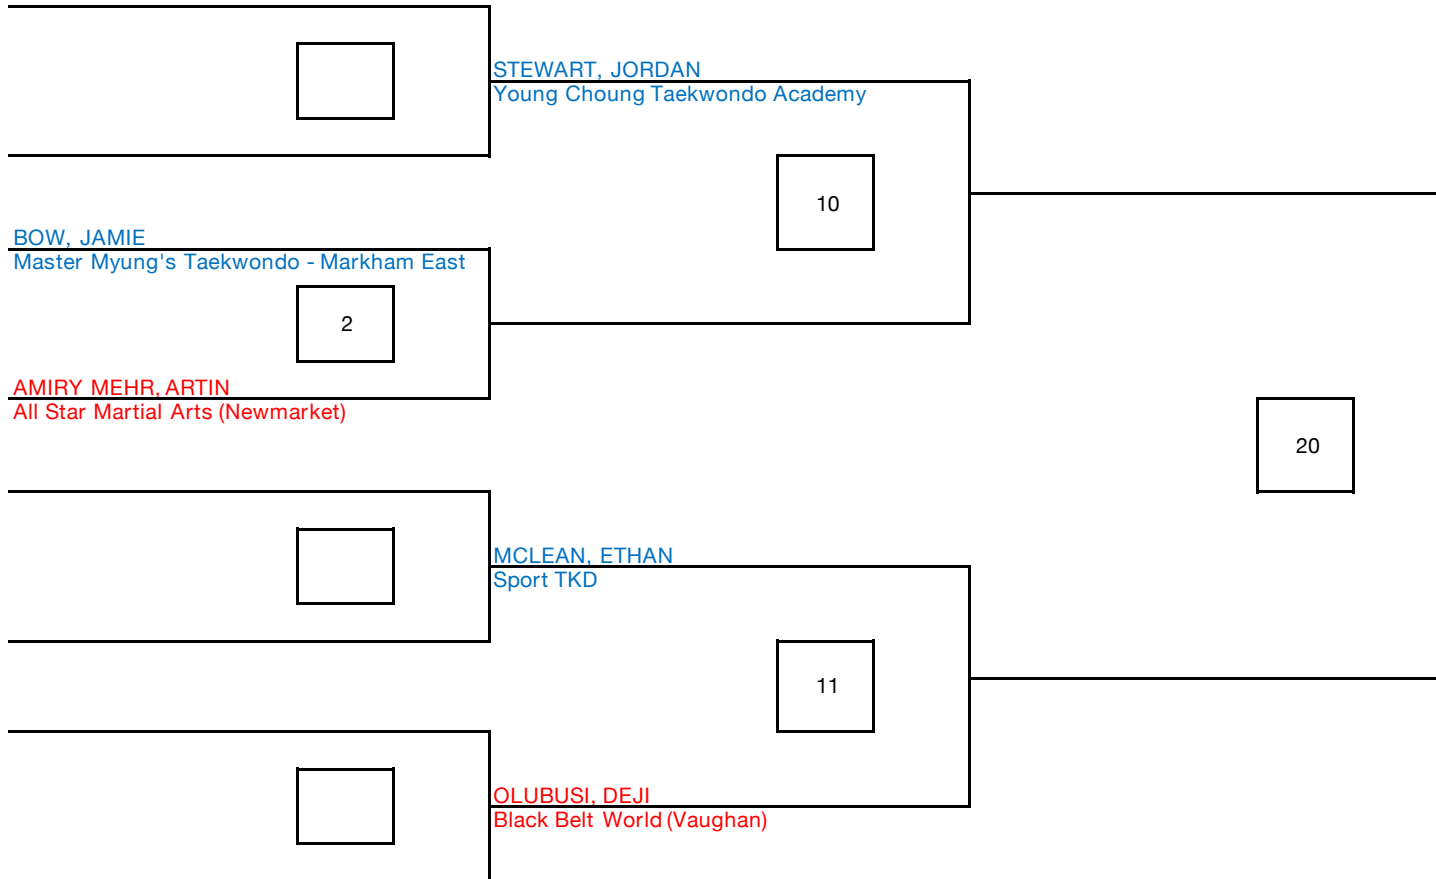 STEWART, JORDAN
Young Choung Taekwondo Academy
10
BOW, JAMIE
Master Myung's Taekwondo - Markham East
2
AMIRY MEHR, ARTIN
All Star Martial Arts (Newmarket)
20
MCLEAN, ETHAN
Sport TKD
11
OLUBUSI, DEJI
Black Belt World (Vaughan)